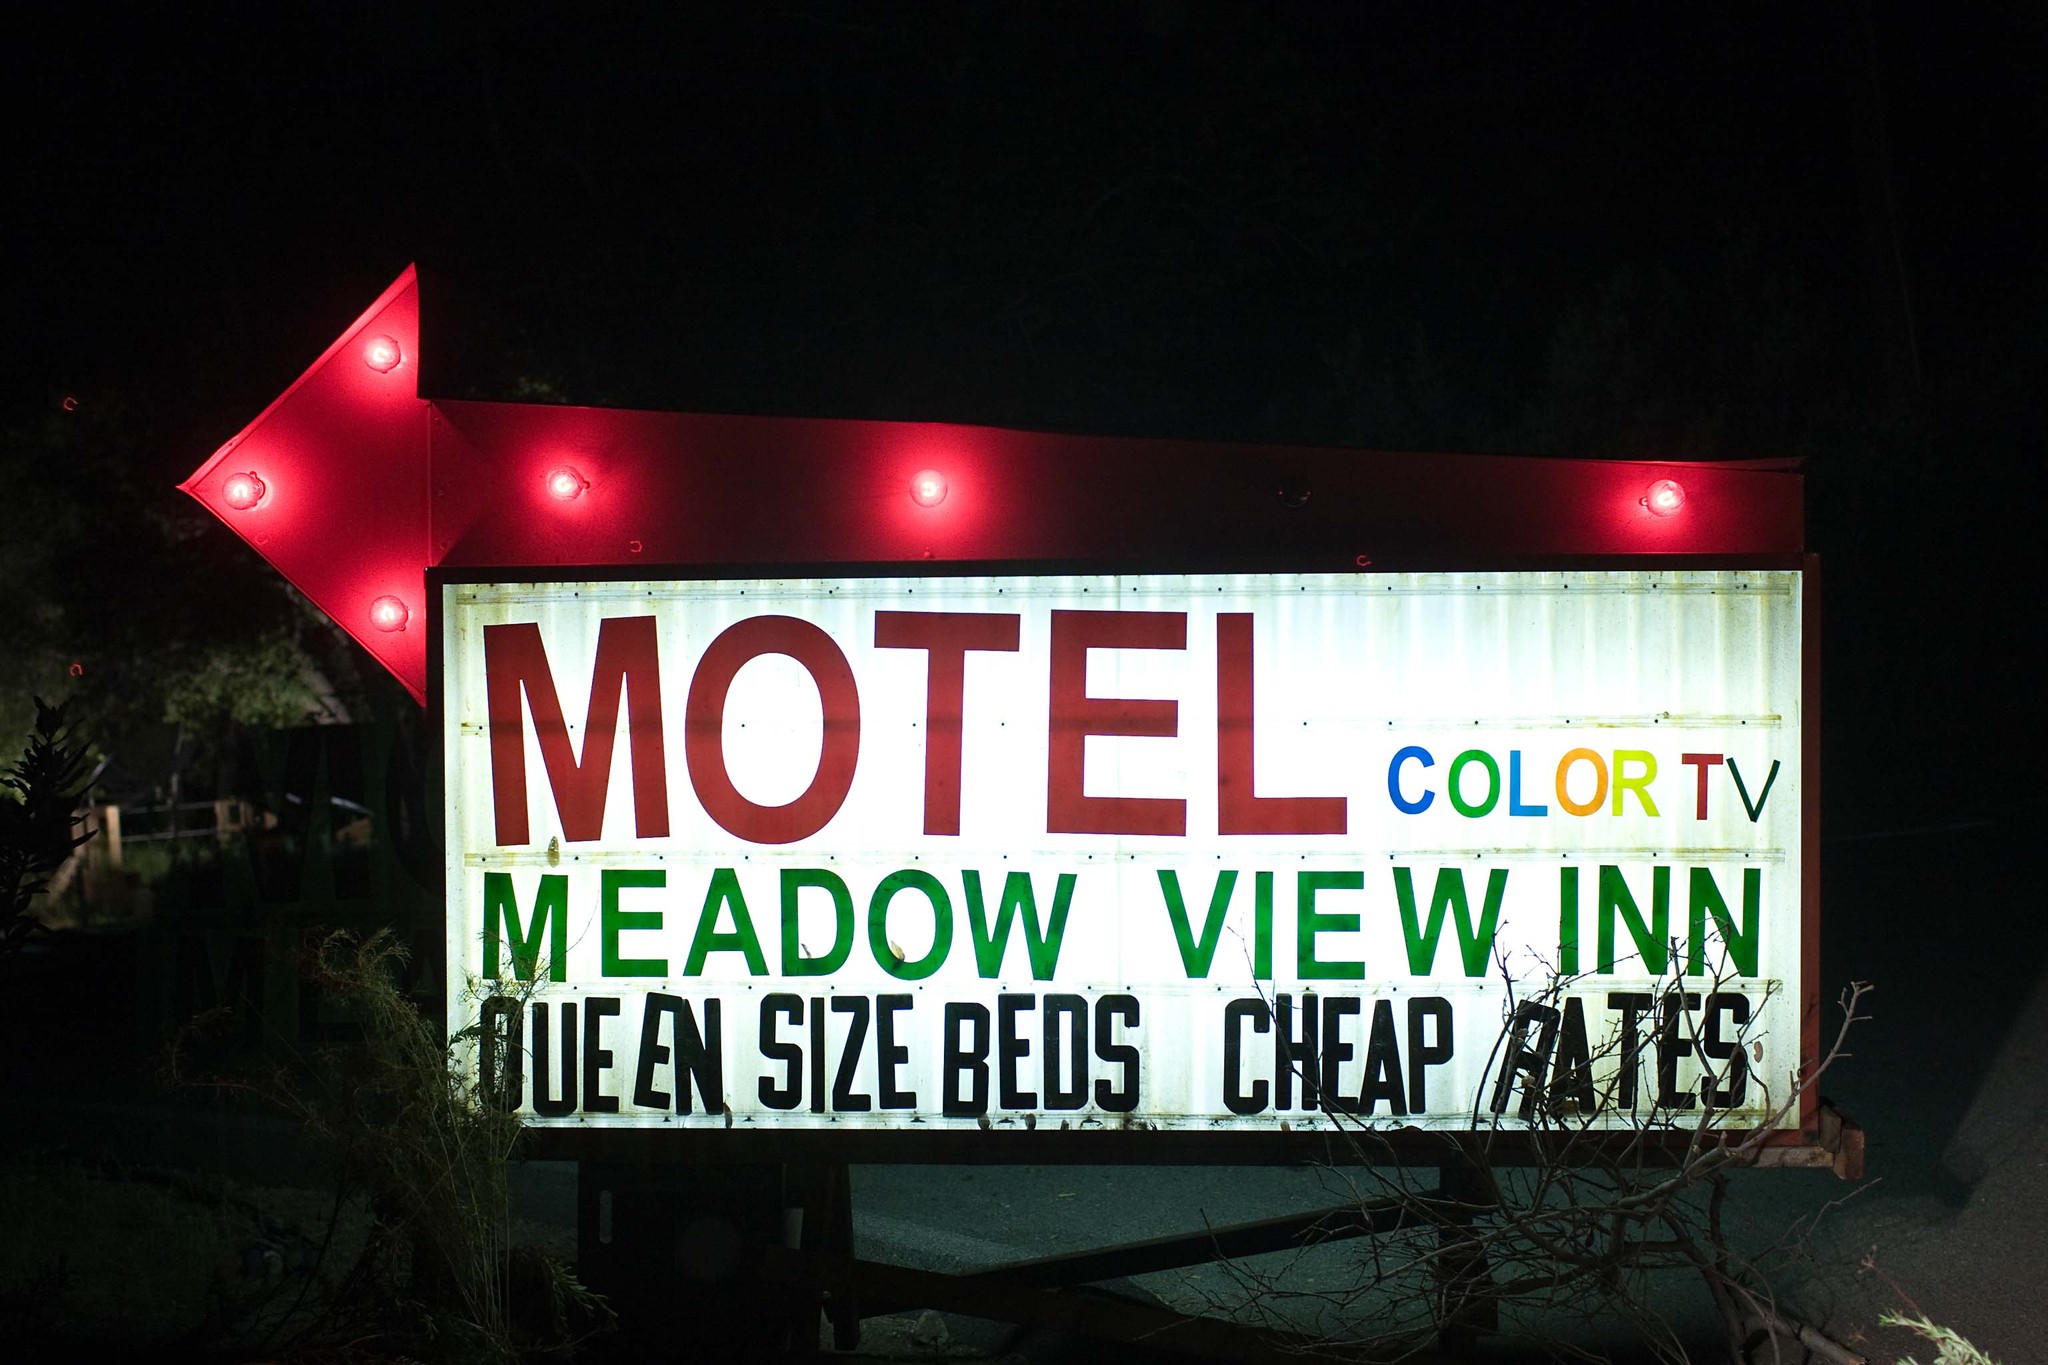 MOTEL COLOR TV
MEADOW VIEW INN
QUEEN SIZE BEDS CHEAP RATES